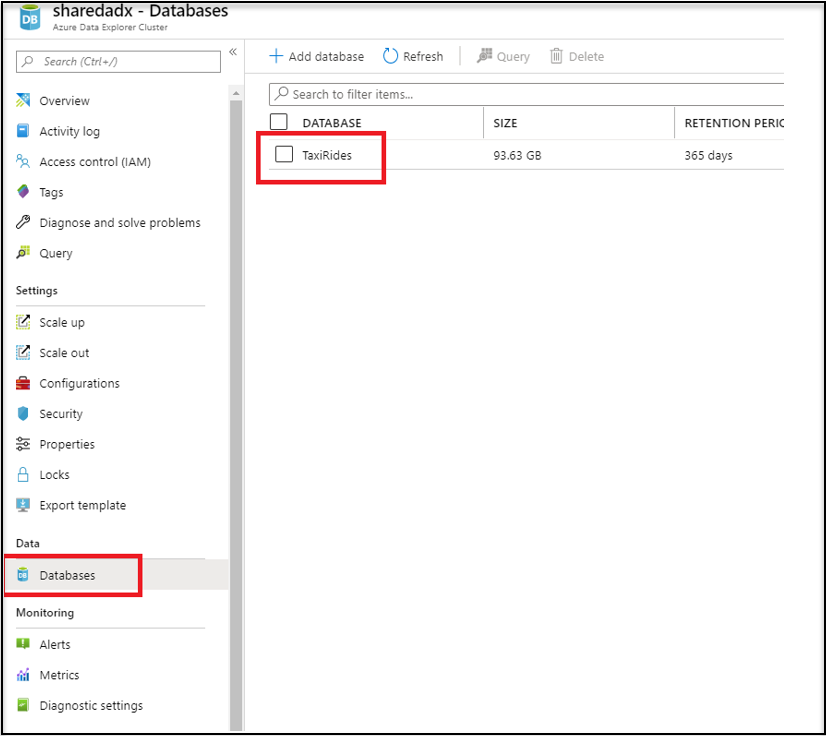 sharedadx - Databases
Azure Data Explorer Cluster
Search (Ctrl+/)
«
Overview
Activity log
Access control (IAM)
Tags
Diagnose and solve problems
Query
Settings
Scale up
Scale out
Configurations
Security
Properties
Locks
Export template
Data
Databases
Monitoring
Alerts
Metrics
Diagnostic settings
Add database Refresh Query Delete
Search to filter items...
DATABASE SIZE RETENTION PERIO
TaxiRides 93.63 GB 365 days